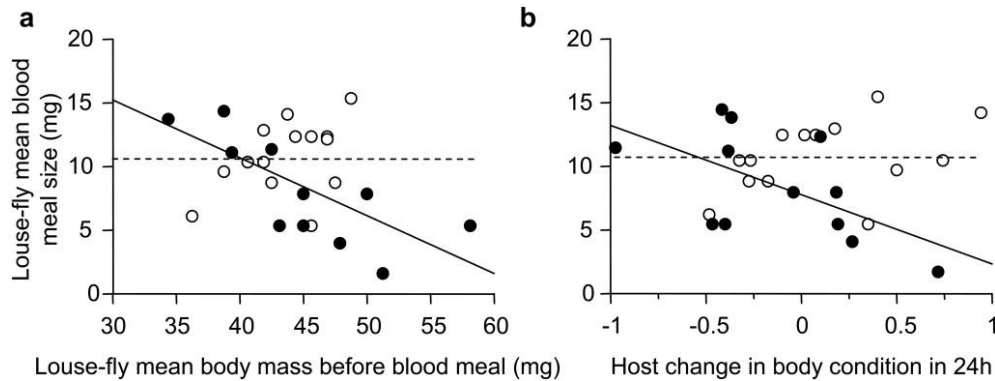 a
b
Louse-fly mean blood
meal size (mg)
20
15
10
5
0
30 35 40 45 50 55 60
Louse-fly mean body mass before blood meal (mg)
20
15
10
5
0
-1 -0.5 0 0.5 1
Host change in body condition in 24h